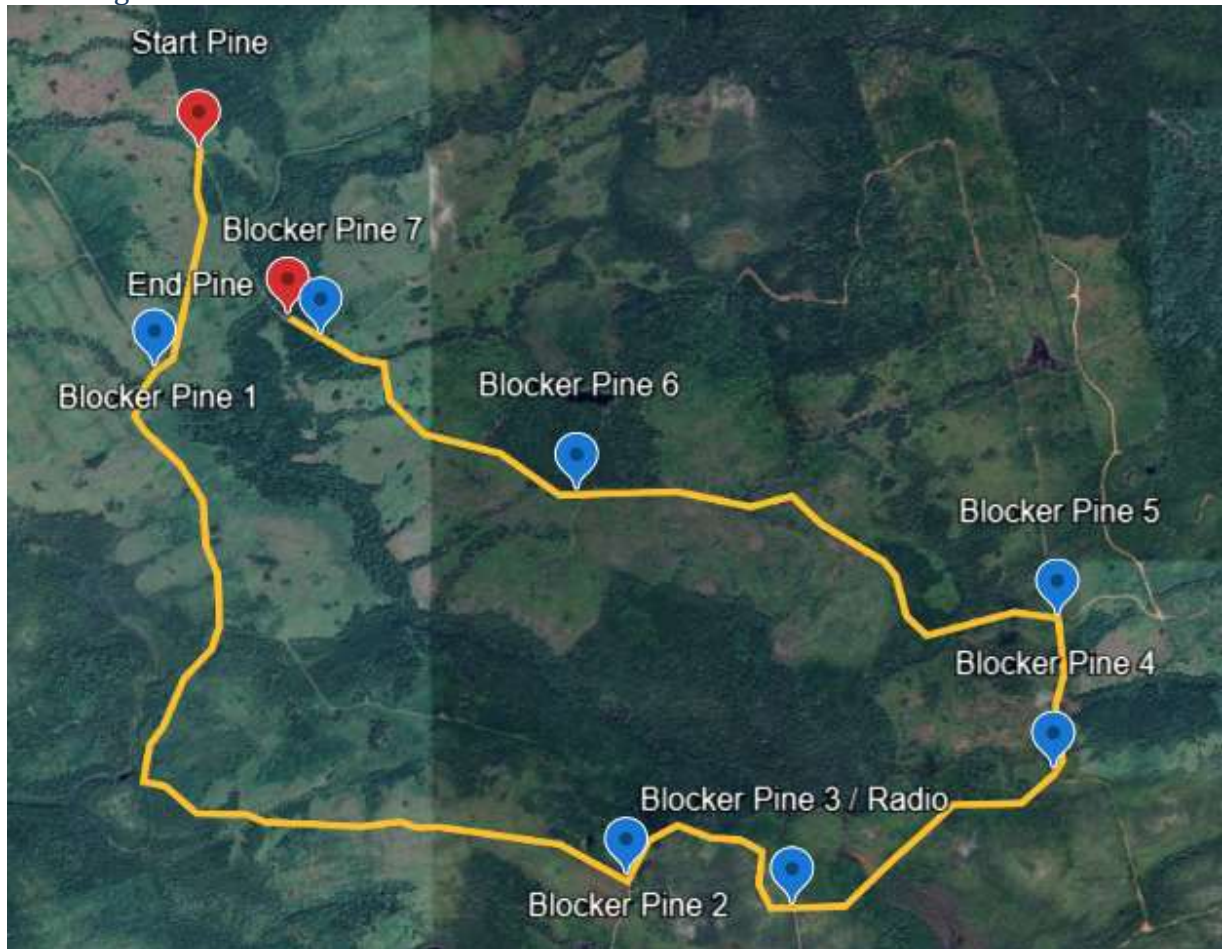 Start Pine
Blocker Pine 7
End Pine
Blocker Pine 1
Blocker Pine 6
Blocker Pine 5
Blocker Pine 4
Blocker Pine 3 / Radio
Blocker Pine 2